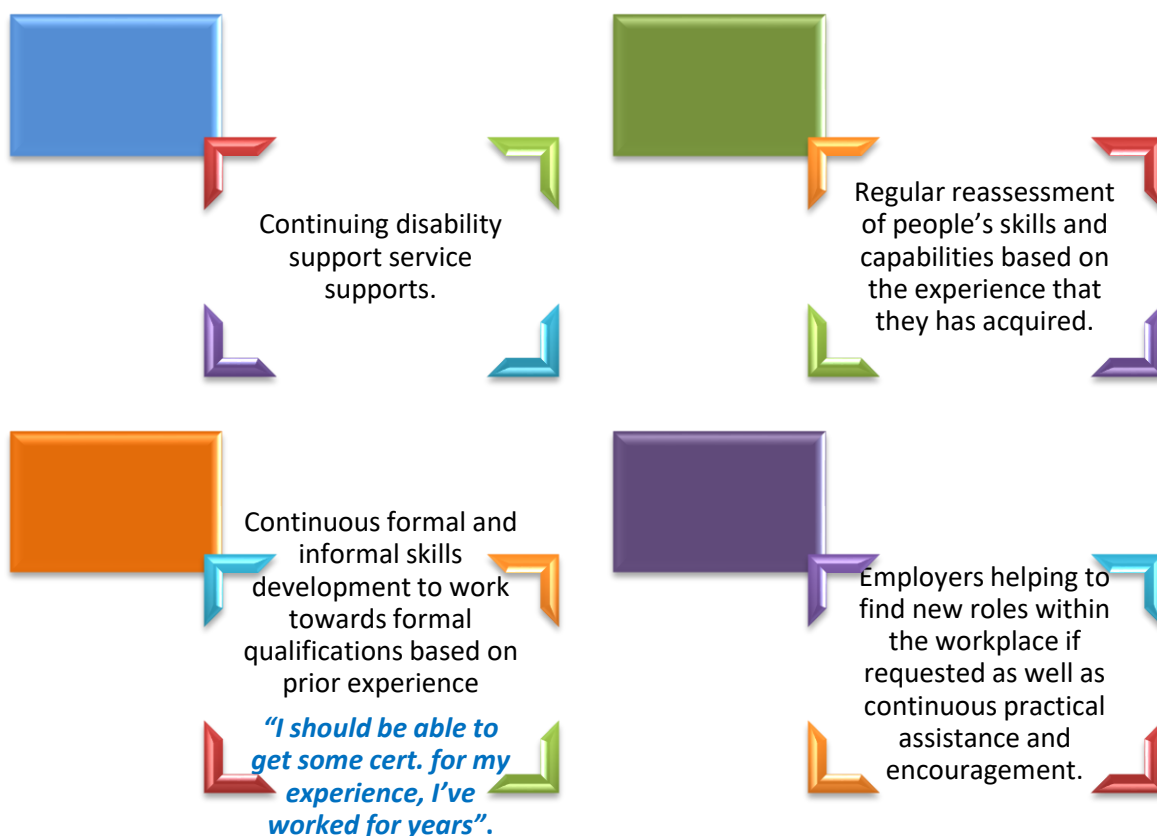 Continuing disability
support service
supports.
Regular reassessment
of people’s skills and
capabilities based on
the experience that
they has acquired.
Continuous formal and
informal skills
development to work
towards formal
qualifications based on
prior experience
“I should be able to
get some cert. for my
experience, I’ve
worked for years”.
Employers helping to
find new roles within
the workplace if
requested as well as
continuous practical
assistance and
encouragement.